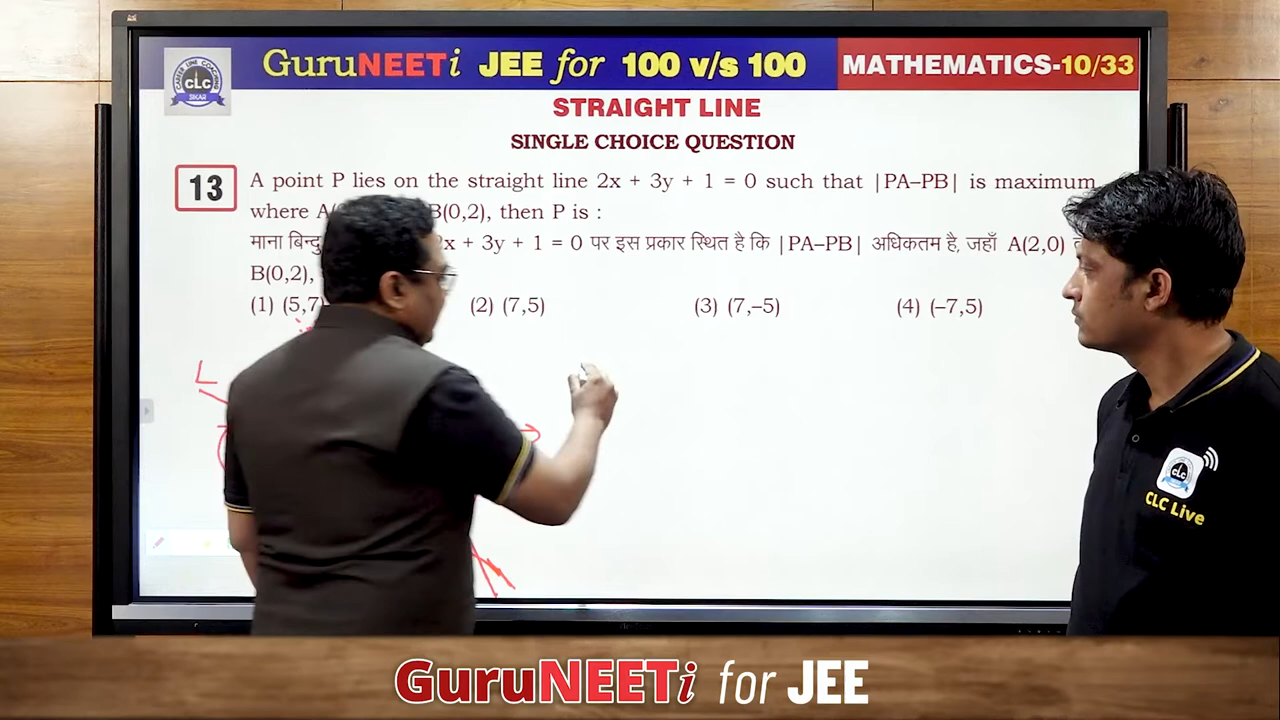 GuruNEETi JEE for 100 v/s 100
MATHEMATICS-10/33
CLC
SIKAR
STRAIGHT LINE
SINGLE CHOICE QUESTION
13
A point P lies on the straight line 2x + 3y + 1 = 0 such that |PA–PB| is maximum
where B(0,2), then P is :
माना बिन्दु 2x + 3y + 1 = 0 पर इस प्रकार स्थित है कि |PA–PB| अधिकतम है, जहाँ A(2,0)
B(0,2),
(1) (5,7) (2) (7,5) (3) (7,–5) (4) (–7,5)
L
CLC Live
GuruNEETi for JEE